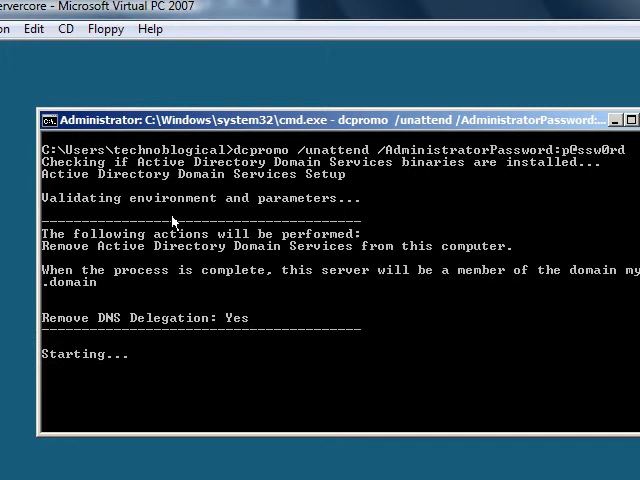 servercore - Microsoft Virtual PC 2007
Edit CD Floppy Help
Administrator: C:\Windows\system32\cmd.exe - dcpromo /unattend /AdministratorPassword:...
C:\Users\technoblogical>dcpromo /unattend /AdministratorPassword:p@ssw0rd
Checking if Active Directory Domain Services binaries are installed...
Active Directory Domain Services Setup
Validating environment and parameters...
----------------------------------------
The following actions will be performed:
Remove Active Directory Domain Services from this computer.
When the process is complete, this server will be a member of the domain my
.domain
Remove DNS Delegation: Yes
----------------------------------------
Starting...